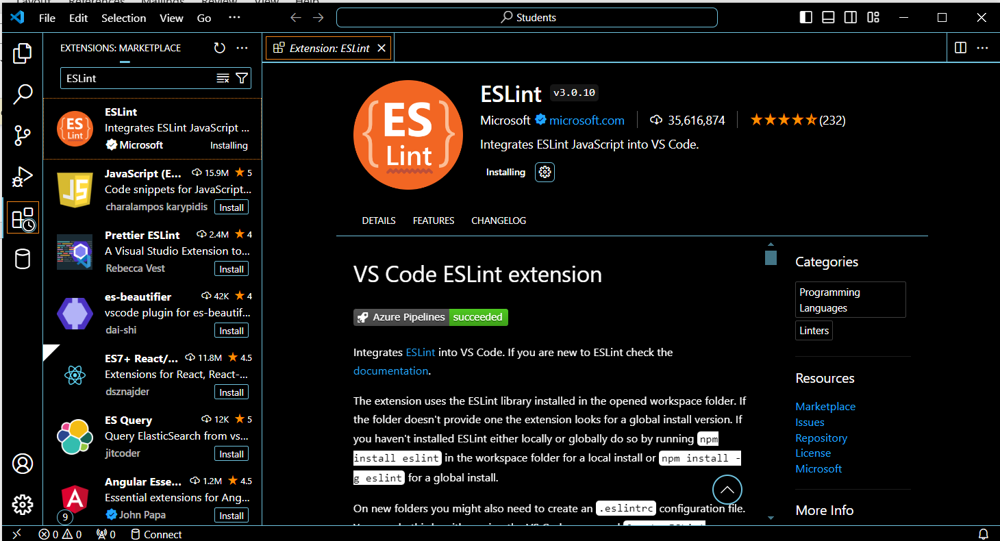 Layout References Mailings Review View Help
File Edit Selection View Go ··· Students
EXTENSIONS: MARKETPLACE
ESLint
ESLint
Integrates ESLint JavaScript ...
Microsoft Installing
JavaScript (E... 15.9M 5
Code snippets for JavaScript...
charalampos karypidis Install
Prettier ESLint 2.4M 4
A Visual Studio Extension to...
Rebecca Vest Install
es-beautifier 42K 4
vscode plugin for es-beautif...
dai-shi Install
ES7+ React/... 11.8M 4.5
Extensions for React, React-...
dsznajder Install
ES Query 12K 5
Query ElasticSearch from vs...
jitcoder Install
Angular Esse... 1.2M 4.5
Essential extensions for Ang...
John Papa Install
9
Extension: ESLint
ES
Lint
ESLint v3.0.10
Microsoft microsoft.com 35,616,874 (232)
Integrates ESLint JavaScript into VS Code.
Installing
DETAILS FEATURES CHANGELOG
VS Code ESLint extension
Azure Pipelines succeeded
Integrates ESLint into VS Code. If you are new to ESLint check the
documentation.
The extension uses the ESLint library installed in the opened workspace folder. If
the folder doesn't provide one the extension looks for a global install version. If
you haven't installed ESLint either locally or globally do so by running npm
install eslint in the workspace folder for a local install or npm install -
g eslint for a global install.
On new folders you might also need to create an .eslintrc configuration file.
Categories
Programming
Languages
Linters
Resources
Marketplace
Issues
Repository
License
Microsoft
More Info
0 0 0 Connect